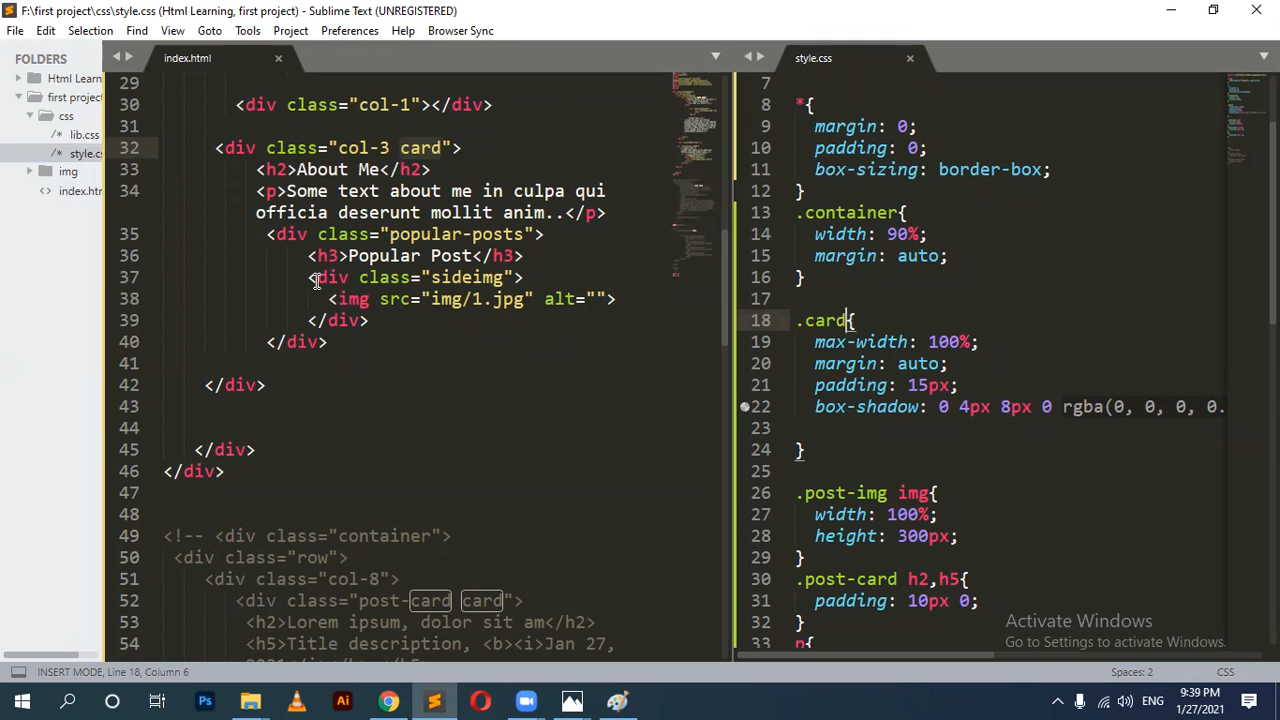 F:\first project\css\style.css (Html Learning, first project) - Sublime Text (UNREGISTERED)
File Edit Selection Find View Goto Tools Project Preferences Help Browser Sync
FOLDERS
Html Learn
first project
css
lib.css
style.cs
img
index.htm
index.html
29
30 <div class="col-1"></div>
31
32 <div class="col-3 card">
33 <h2>About Me</h2>
34 <p>Some text about me in culpa qui
officia deserunt mollit anim..</p>
35 <div class="popular-posts">
36 <h3>Popular Post</h3>
37 <div class="sideimg">
38 <img src="img/1.jpg" alt="">
39 </div>
40 </div>
41
42 </div>
43
44
45 </div>
46 </div>
47
48
49 <!-- <div class="container">
50 <div class="row">
51 <div class="col-8">
52 <div class="post-card card">
53 <h2>Lorem ipsum, dolor sit am</h2>
54 <h5>Title description, <b><i>Jan 27,
style.css
7
8 *{
9 margin: 0;
10 padding: 0;
11 box-sizing: border-box;
12 }
13 .container{
14 width: 90%;
15 margin: auto;
16 }
17
18 .card{
19 max-width: 100%;
20 margin: auto;
21 padding: 15px;
22 box-shadow: 0 4px 8px 0 rgba(0, 0, 0, 0.
23
24 }
25
26 .post-img img{
27 width: 100%;
28 height: 300px;
29 }
30 .post-card h2,h5{
31 padding: 10px 0;
32 }
33
Activate Windows
Go to Settings to activate Windows.
INSERT MODE, Line 18, Column 6
Spaces: 2
CSS
Ps
Ai
ENG
9:39 PM
1/27/2021